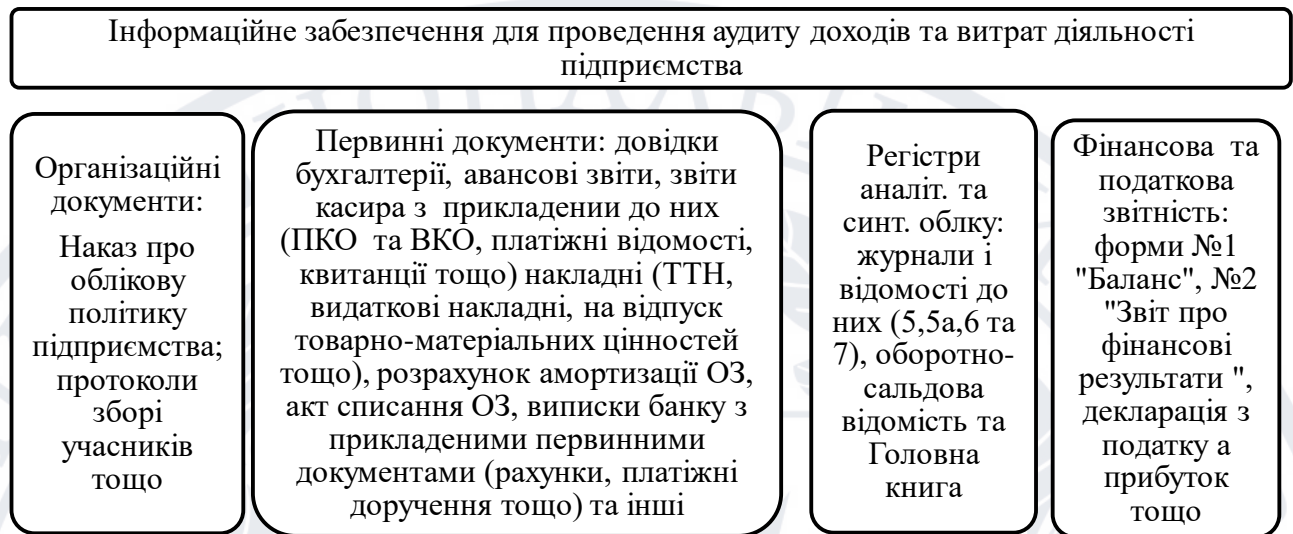 Інформаційне забезпечення для проведення аудиту доходів та витрат діяльності
підприємства
Організаційні
документи:
Наказ про
облікову
політику
підприємства;
протоколи
зборі
учасників
тощо
Первинні документи: довідки
бухгалтерії, авансові звіти, звіти
касира з прикладении до них
(ПКО та ВКО, платіжні відомості,
квитанції тощо) накладні (ТТН,
видаткові накладні, на відпуск
товарно-матеріальних цінностей
тощо), розрахунок амортизації ОЗ,
акт списання ОЗ, виписки банку з
прикладеними первинними
документами (рахунки, платіжні
доручення тощо) та інші
Регістри
аналіт. та
синт. облку:
журнали і
відомості до
них (5,5а,6 та
7), оборотно-
сальдова
відомість та
Головна
книга
Фінансова та
податкова
звітність:
форми №1
"Баланс", №2
"Звіт про
фінансові
результати ",
декларація з
податку а
прибуток
тощо